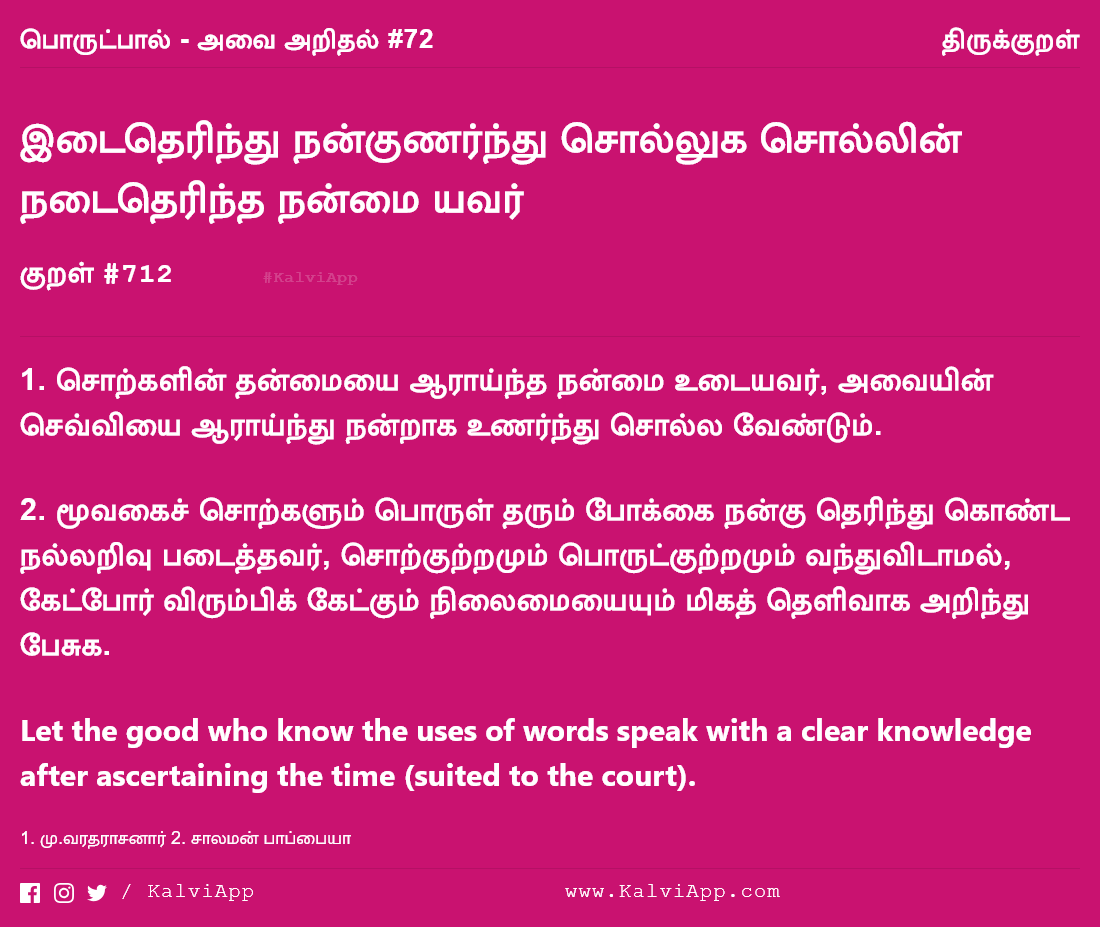 பொருட்பால் - அவை அறிதல் #72 திருக்குறள்
இடைதெரிந்து நன்குணர்ந்து சொல்லுக சொல்லின்
நடைதெரிந்த நன்மை யவர்
குறள் #712 #KalviApp
1. சொற்களின் தன்மையை ஆராய்ந்த நன்மை உடையவர், அவையின்
செவ்வியை ஆராய்ந்து நன்றாக உணர்ந்து சொல்ல வேண்டும்.
2. மூவகைச் சொற்களும் பொருள் தரும் போக்கை நன்கு தெரிந்து கொண்ட
நல்லறிவு படைத்தவர், சொற்குற்றமும் பொருட்குற்றமும் வந்துவிடாமல்,
கேட்போர் விரும்பிக் கேட்கும் நிலைமையையும் மிகத் தெளிவாக அறிந்து
பேசுக.
Let the good who know the uses of words speak with a clear knowledge
after ascertaining the time (suited to the court).
1. மு.வரதராசனார் 2. சாலமன் பாப்பையா
/ KalviApp www.KalviApp.com